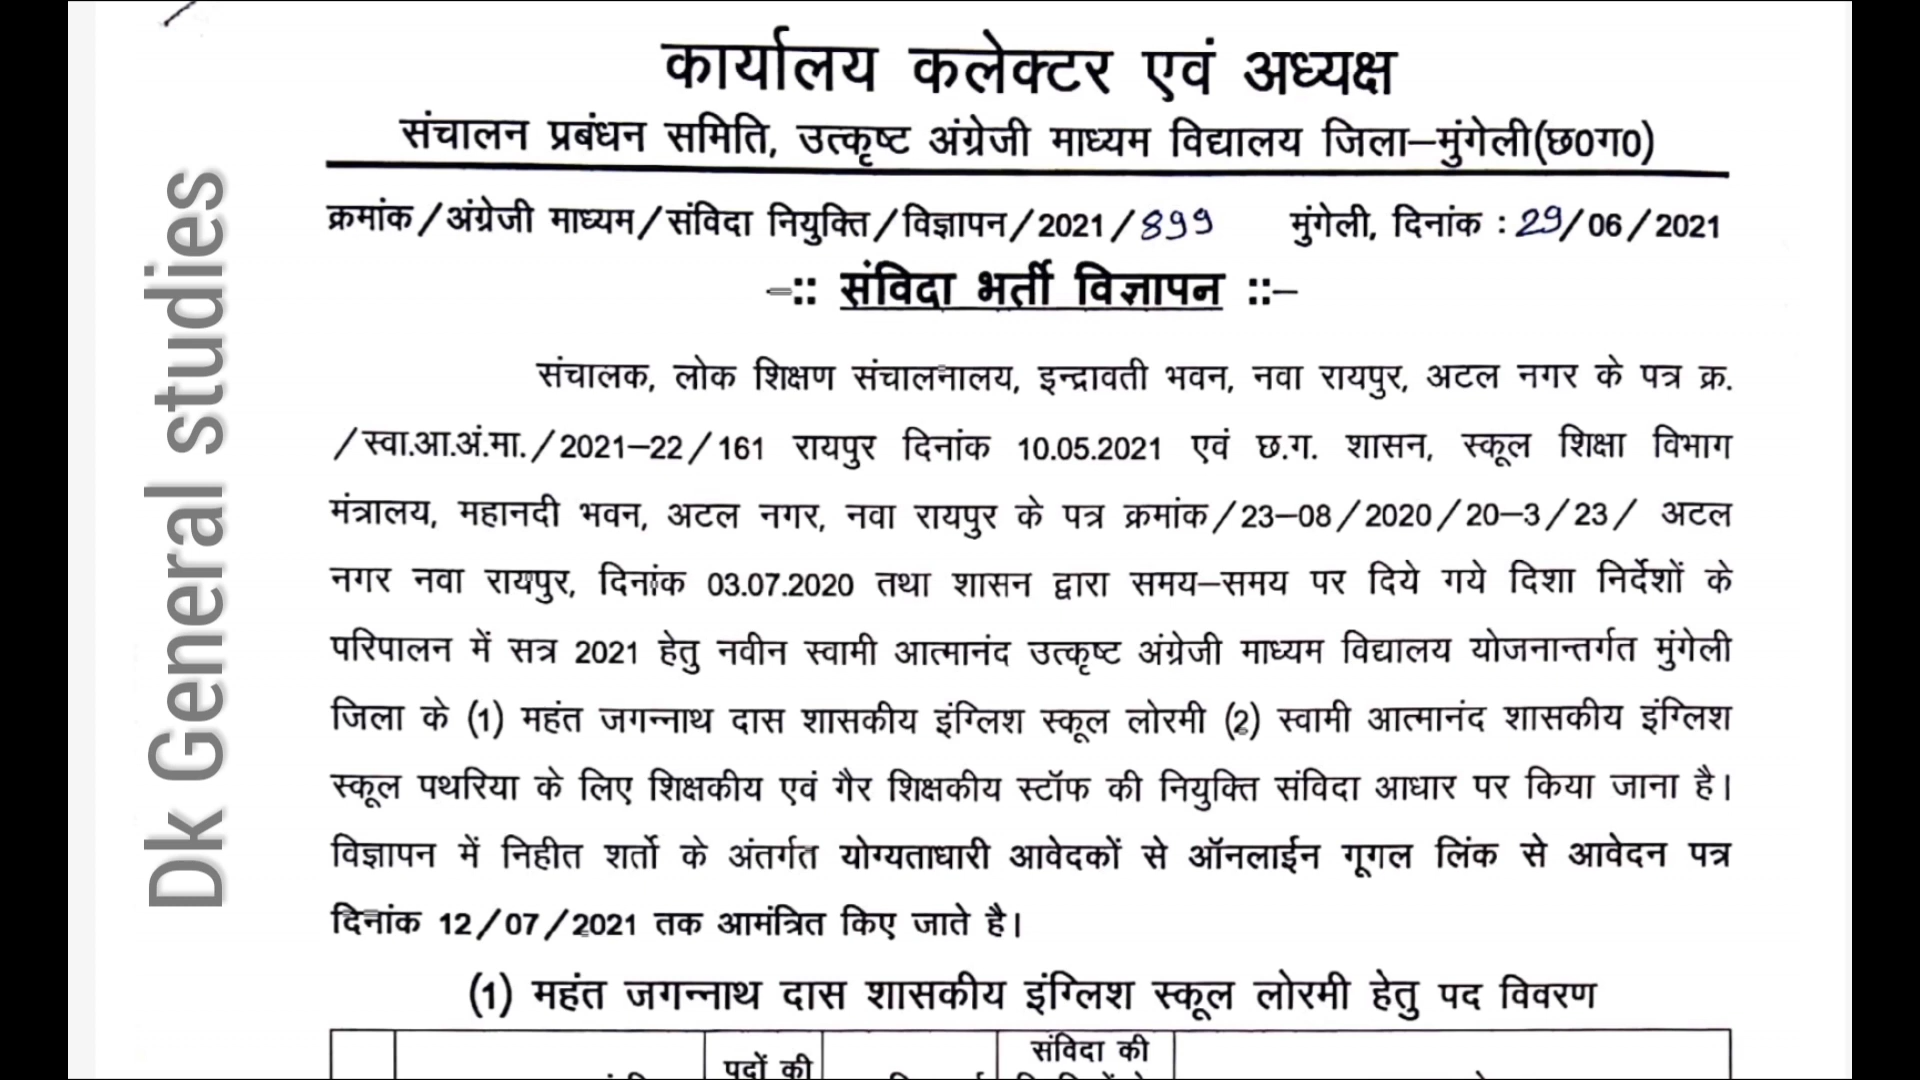 कार्यालय कलेक्टर एवं अध्यक्ष
संचालन प्रबंधन समिति, उत्कृष्ट अंग्रेजी माध्यम विद्यालय जिला–मुंगेली(छ0ग0)
क्रमांक/अंग्रेजी माध्यम/संविदा नियुक्ति/विज्ञापन/2021/899 मुंगेली, दिनांक : 29/06/2021
–:: संविदा भर्ती विज्ञापन ::–
संचालक, लोक शिक्षण संचालनालय, इन्द्रावती भवन, नवा रायपुर, अटल नगर के पत्र क्र.
/स्वा.आ.अं.मा./2021–22/161 रायपुर दिनांक 10.05.2021 एवं छ.ग. शासन, स्कूल शिक्षा विभाग
मंत्रालय, महानदी भवन, अटल नगर, नवा रायपुर के पत्र क्रमांक/23–08/2020/20–3/23/ अटल
नगर नवा रायपुर, दिनांक 03.07.2020 तथा शासन द्वारा समय–समय पर दिये गये दिशा निर्देशों के
परिपालन में सत्र 2021 हेतु नवीन स्वामी आत्मानंद उत्कृष्ट अंग्रेजी माध्यम विद्यालय योजनान्तर्गत मुंगेली
जिला के (1) महंत जगन्नाथ दास शासकीय इंग्लिश स्कूल लोरमी (2) स्वामी आत्मानंद शासकीय इंग्लिश
स्कूल पथरिया के लिए शिक्षकीय एवं गैर शिक्षकीय स्टॉफ की नियुक्ति संविदा आधार पर किया जाना है।
विज्ञापन में निहीत शर्तो के अंतर्गत योग्यताधारी आवेदकों से ऑनलाईन गूगल लिंक से आवेदन पत्र
दिनांक 12/07/2021 तक आमंत्रित किए जाते है।
(1) महंत जगन्नाथ दास शासकीय इंग्लिश स्कूल लोरमी हेतु पद विवरण
संविदा की
पदों की
Dk General studies